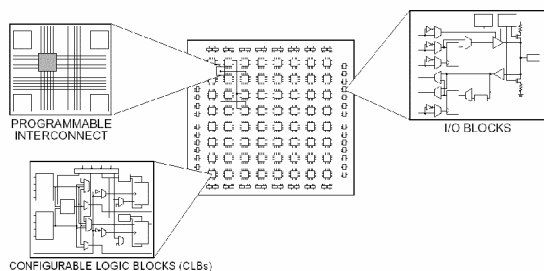 PROGRAMMABLE
INTERCONNECT
I/O BLOCKS
CONFIGURABLE LOGIC BLOCKS (CLBs)